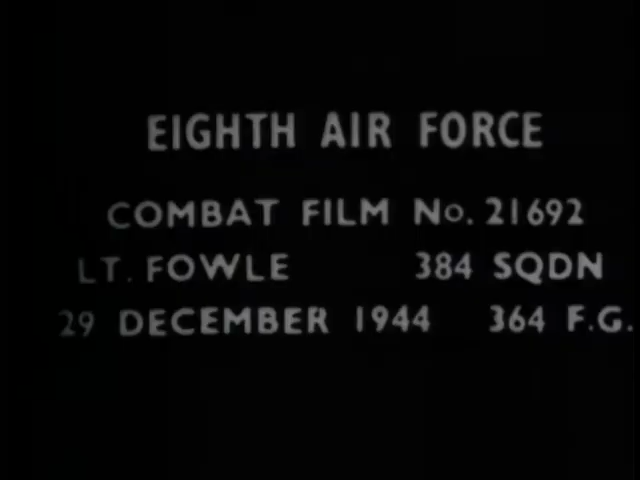 EIGHTH AIR FORCE
COMBAT FILM No. 21692
LT. FOWLE 384 SQDN
29 DECEMBER 1944 364 F.G.